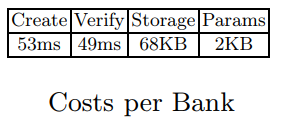 Create Verify Storage Params
53ms 49ms 68KB 2KB
Costs per Bank